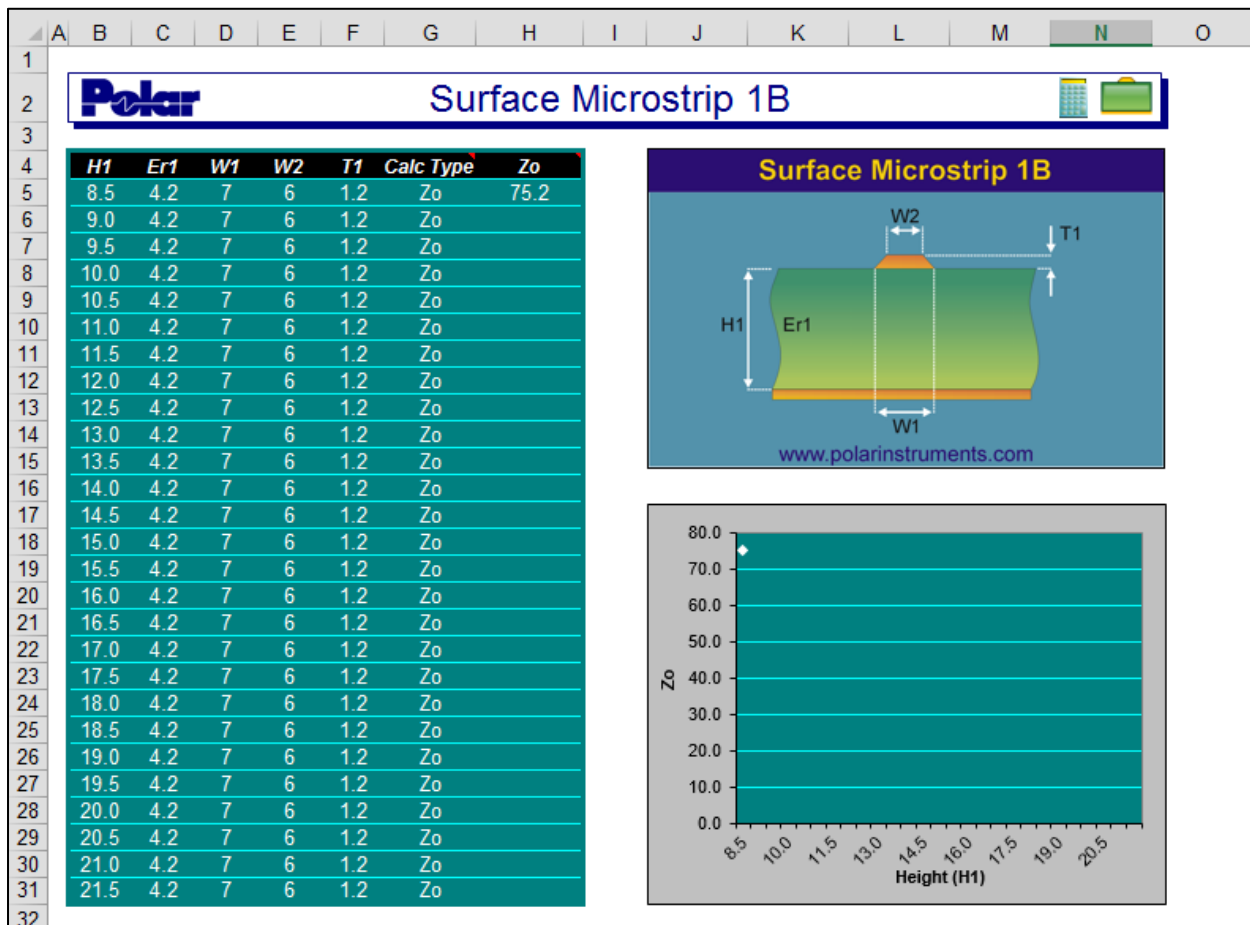 A B C D E F G H I J K L M N O
1
2 Polar Surface Microstrip 1B
3
4 H1 Er1 W1 W2 T1 Calc Type Zo
5 8.5 4.2 7 6 1.2 Zo 75.2
6 9.0 4.2 7 6 1.2 Zo
7 9.5 4.2 7 6 1.2 Zo
8 10.0 4.2 7 6 1.2 Zo
9 10.5 4.2 7 6 1.2 Zo
10 11.0 4.2 7 6 1.2 Zo
11 11.5 4.2 7 6 1.2 Zo
12 12.0 4.2 7 6 1.2 Zo
13 12.5 4.2 7 6 1.2 Zo
14 13.0 4.2 7 6 1.2 Zo
15 13.5 4.2 7 6 1.2 Zo
16 14.0 4.2 7 6 1.2 Zo
17 14.5 4.2 7 6 1.2 Zo
18 15.0 4.2 7 6 1.2 Zo
19 15.5 4.2 7 6 1.2 Zo
20 16.0 4.2 7 6 1.2 Zo
21 16.5 4.2 7 6 1.2 Zo
22 17.0 4.2 7 6 1.2 Zo
23 17.5 4.2 7 6 1.2 Zo
24 18.0 4.2 7 6 1.2 Zo
25 18.5 4.2 7 6 1.2 Zo
26 19.0 4.2 7 6 1.2 Zo
27 19.5 4.2 7 6 1.2 Zo
28 20.0 4.2 7 6 1.2 Zo
29 20.5 4.2 7 6 1.2 Zo
30 21.0 4.2 7 6 1.2 Zo
31 21.5 4.2 7 6 1.2 Zo
32
Surface Microstrip 1B
W2
T1
H1 Er1
W1
www.polarinstruments.com
80.0
70.0
60.0
50.0
40.0
30.0
20.0
10.0
0.0
Zo
8.5 10.0 11.5 13.0 14.5 16.0 17.5 19.0 20.5
Height (H1)